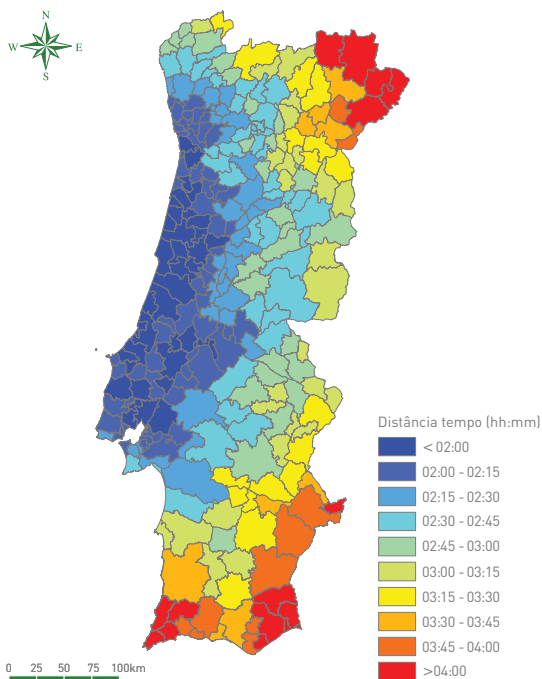 N
W E
S
Distância tempo (hh:mm)
< 02:00
02:00 - 02:15
02:15 - 02:30
02:30 - 02:45
02:45 - 03:00
03:00 - 03:15
03:15 - 03:30
03:30 - 03:45
03:45 - 04:00
>04:00
0 25 50 75 100km